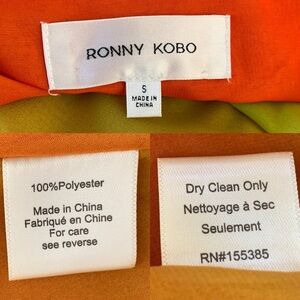 RONNY KOBO
S
MADE IN
CHINA
100%Polyester
Made in China
Fabriqué en Chine
For care
see reverse
Dry Clean Only
Nettoyage à Sec
Seulement
RN#155385